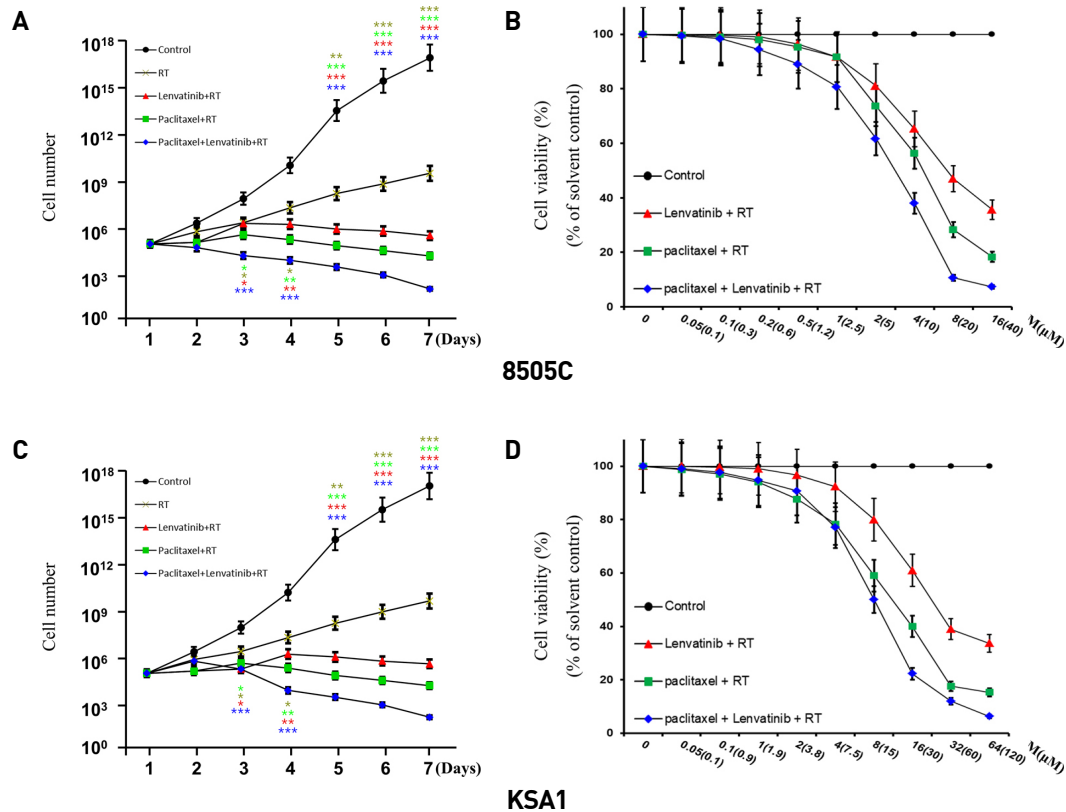 A
10^18
10^15
10^12
10^9
10^6
10^3
10^0
Cell number
Control
RT
Lenvatinib+RT
Paclitaxel+RT
Paclitaxel+Lenvatinib+RT
**
***
***
***
***
***
***
***
***
***
***
***
*
*
*
***
*
**
**
***
1 2 3 4 5 6 7 (Days)
B
100
80
60
40
20
0
Cell viability (%)
(% of solvent control)
Control
Lenvatinib + RT
paclitaxel + RT
paclitaxel + Lenvatinib + RT
0 0.05(0.1) 0.1(0.3) 0.2(0.6) 0.5(1.2) 1(2.5) 2(5) 4(10) 8(20) 16(40) M(μM)
8505C
C
10^18
10^15
10^12
10^9
10^6
10^3
10^0
Cell number
Control
RT
Lenvatinib+RT
Paclitaxel+RT
Paclitaxel+Lenvatinib+RT
**
***
***
***
***
***
***
***
***
***
***
***
*
*
*
***
*
**
**
***
1 2 3 4 5 6 7 (Days)
D
100
80
60
40
20
0
Cell viability (%)
(% of solvent control)
Control
Lenvatinib + RT
paclitaxel + RT
paclitaxel + Lenvatinib + RT
0 0.05(0.1) 0.1(0.9) 1(1.9) 2(3.8) 4(7.5) 8(15) 16(30) 32(60) 64(120) M(μM)
KSA1